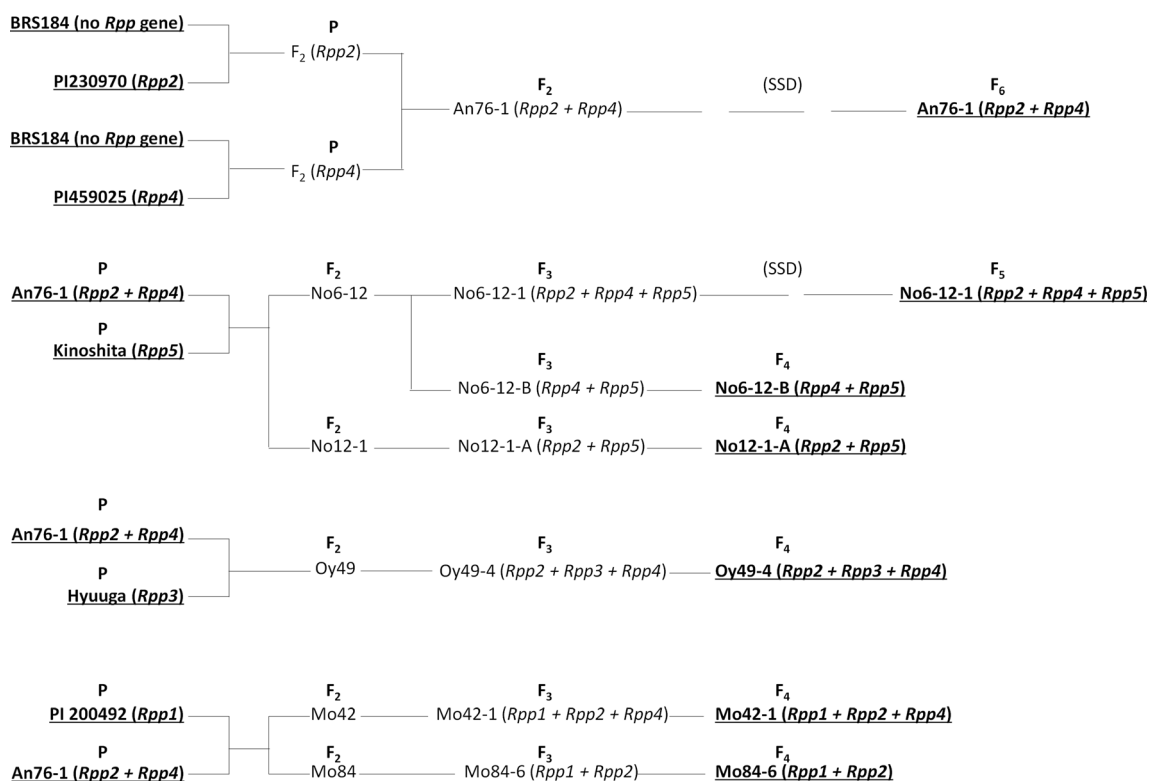 BRS184 (no Rpp gene)
P
F2 (Rpp2)
PI230970 (Rpp2)
F2
(SSD)
F6
An76-1 (Rpp2 + Rpp4)
An76-1 (Rpp2 + Rpp4)
BRS184 (no Rpp gene)
P
F2 (Rpp4)
PI459025 (Rpp4)
P
F2
F3
(SSD)
F5
An76-1 (Rpp2 + Rpp4)
No6-12
No6-12-1 (Rpp2 + Rpp4 + Rpp5)
No6-12-1 (Rpp2 + Rpp4 + Rpp5)
P
Kinoshita (Rpp5)
F3
F4
No6-12-B (Rpp4 + Rpp5)
No6-12-B (Rpp4 + Rpp5)
F2
F3
F4
No12-1
No12-1-A (Rpp2 + Rpp5)
No12-1-A (Rpp2 + Rpp5)
P
An76-1 (Rpp2 + Rpp4)
F2
F3
F4
Oy49
Oy49-4 (Rpp2 + Rpp3 + Rpp4)
Oy49-4 (Rpp2 + Rpp3 + Rpp4)
P
Hyuuga (Rpp3)
P
F2
F3
F4
PI 200492 (Rpp1)
Mo42
Mo42-1 (Rpp1 + Rpp2 + Rpp4)
Mo42-1 (Rpp1 + Rpp2 + Rpp4)
P
F2
F3
F4
An76-1 (Rpp2 + Rpp4)
Mo84
Mo84-6 (Rpp1 + Rpp2)
Mo84-6 (Rpp1 + Rpp2)